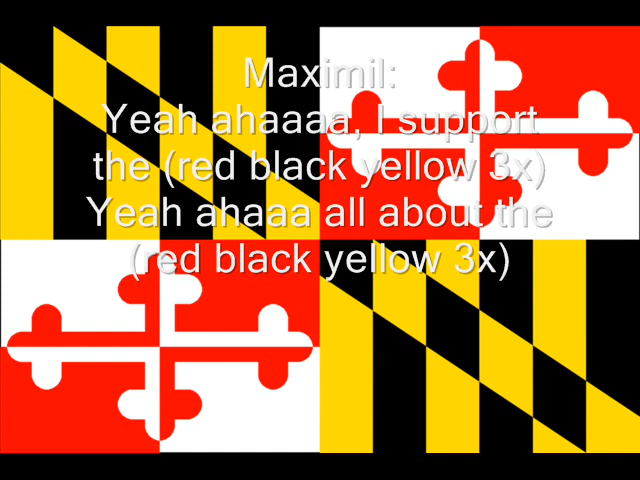 Maximil:
Yeah ahaaaa, I support
the (red black yellow 3x)
Yeah ahaaa all about the
(red black yellow 3x)